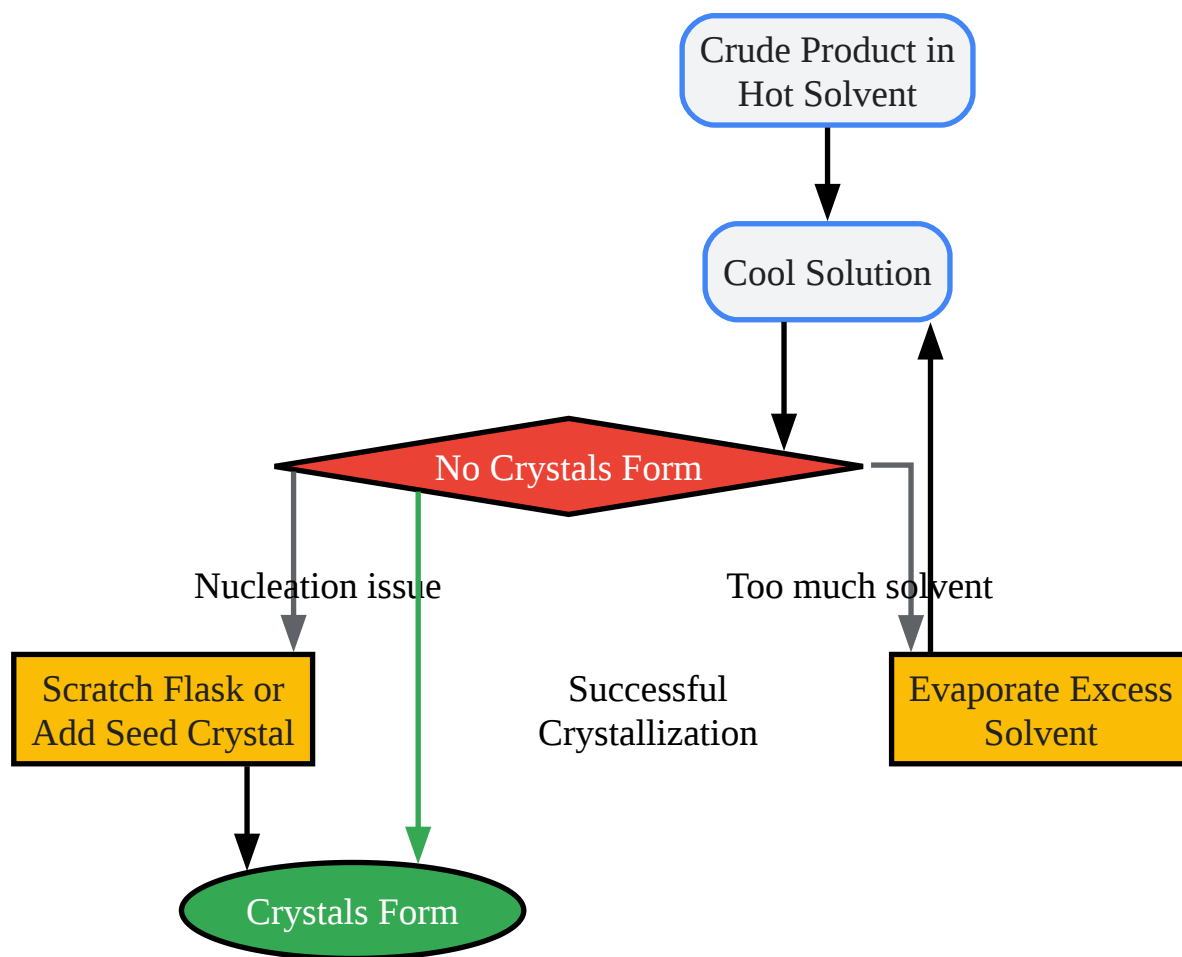 Crude Product in
Hot Solvent
Cool Solution
No Crystals Form
Nucleation issue
Too much solvent
Scratch Flask or
Add Seed Crystal
Successful
Crystallization
Evaporate Excess
Solvent
Crystals Form